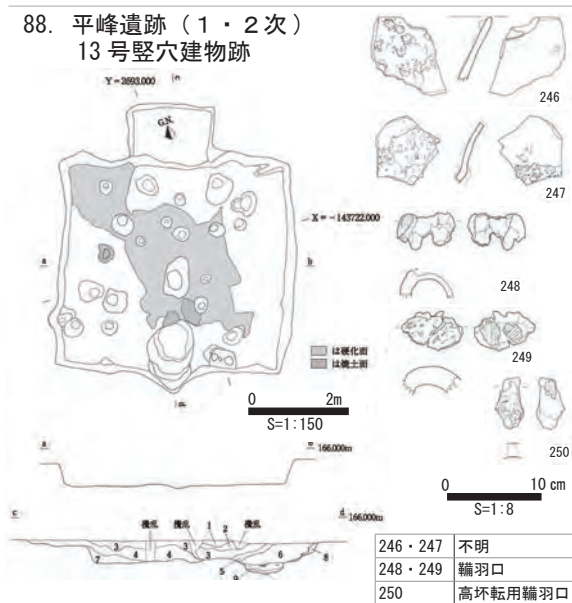 88. 平峰遺跡(1・2次)
13号竪穴建物跡
Y=2693.000
G.N.
X=-143722.000
a
b
は硬化面
は焼土面
0 2m
S=1:150
a
166.000m
c
d 166.000m
撹乱 撹乱 1 2 撹乱
3 4 4 3 3 6 8
7 5 9
246
247
248
249
250
0 10 cm
S=1:8
246・247 不明
248・249 鞴羽口
250 高坏転用鞴羽口